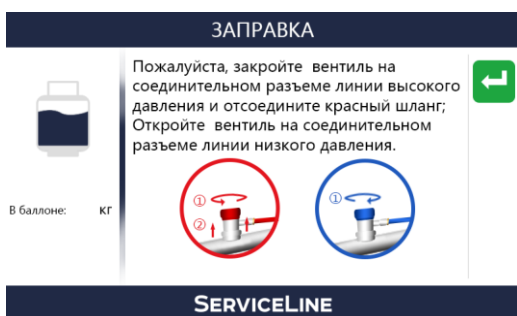 ЗАПРАВКА
Пожалуйста, закройте вентиль на
соединительном разъеме линии высокого
давления и отсоедините красный шланг;
Откройте вентиль на соединительном
разъеме линии низкого давления.
①
②
①
В баллоне: кг
SERVICELINE